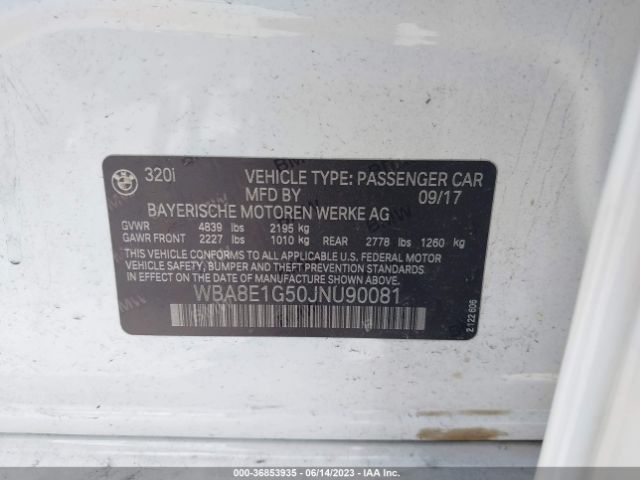 320i VEHICLE TYPE: PASSENGER CAR
MFD BY 09/17
BAYERISCHE MOTOREN WERKE AG
GVWR 4839 lbs 2195 kg
GAWR FRONT 2227 lbs 1010 kg REAR 2778 lbs 1260 kg
THIS VEHICLE CONFORMS TO ALL APPLICABLE U.S. FEDERAL MOTOR
VEHICLE SAFETY, BUMPER AND THEFT PREVENTION STANDARDS
IN EFFECT ON THE DATE OF MANUFACTURE SHOWN ABOVE.
WBA8E1G50JNU90081
2 122 606
000-36853935 - 06/14/2023 - IAA Inc.